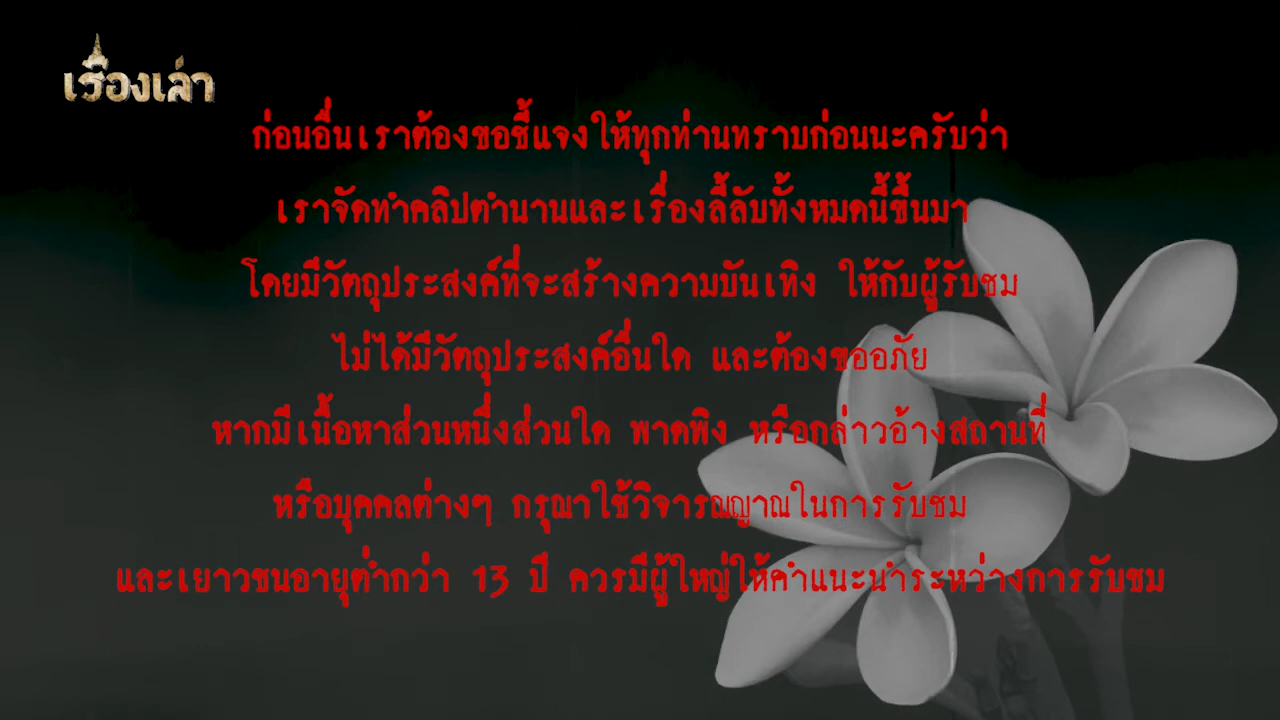 เรื่องเล่า
ก่อนอื่นเราต้องขอชี้แจงให้ทุกท่านทราบก่อนนะครับว่า
เราจัดทำคลิปตำนานและเรื่องลี้ลับทั้งหมดนี้ขึ้นมา
โดยมีวัตถุประสงค์ที่จะสร้างความบันเทิง ให้กับผู้รับชม
ไม่ได้มีวัตถุประสงค์อื่นใด และต้องขออภัย
หากมีเนื้อหาส่วนหนึ่งส่วนใด พาดพิง หรือกล่าวอ้างสถานที่
หรือบุคคลต่างๆ กรุณาใช้วิจารณญาณในการรับชม
และเยาวชนอายุต่ำกว่า 13 ปี ควรมีผู้ใหญ่ให้คำแนะนำระหว่างการรับชม